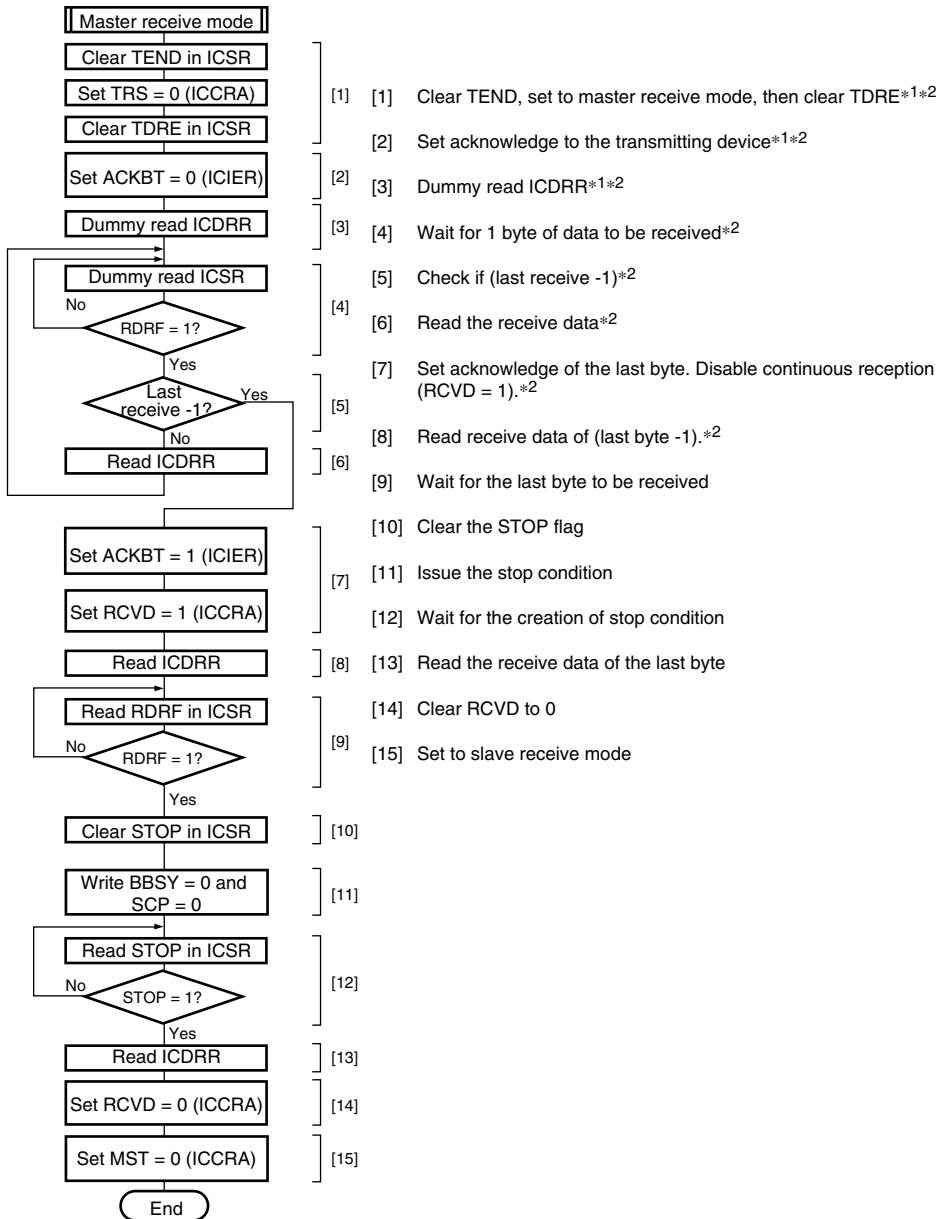 Master receive mode
Clear TEND in ICSR
Set TRS = 0 (ICCRA)
Clear TDRE in ICSR
[1]
Set ACKBT = 0 (ICIER)
[2]
Dummy read ICDRR
[3]
Dummy read ICSR
No
RDRF = 1?
[4]
Yes
Last
receive -1?
Yes
[5]
No
Read ICDRR
[6]
Set ACKBT = 1 (ICIER)
[7]
Set RCVD = 1 (ICCRA)
Read ICDRR
[8]
Read RDRF in ICSR
No
RDRF = 1?
[9]
Yes
Clear STOP in ICSR
[10]
Write BBSY = 0 and
SCP = 0
[11]
Read STOP in ICSR
No
STOP = 1?
[12]
Yes
Read ICDRR
[13]
Set RCVD = 0 (ICCRA)
[14]
Set MST = 0 (ICCRA)
[15]
End
[1] Clear TEND, set to master receive mode, then clear TDRE*1*2
[2] Set acknowledge to the transmitting device*1*2
[3] Dummy read ICDRR*1*2
[4] Wait for 1 byte of data to be received*2
[5] Check if (last receive -1)*2
[6] Read the receive data*2
[7] Set acknowledge of the last byte. Disable continuous reception
(RCVD = 1).*2
[8] Read receive data of (last byte -1).*2
[9] Wait for the last byte to be received
[10] Clear the STOP flag
[11] Issue the stop condition
[12] Wait for the creation of stop condition
[13] Read the receive data of the last byte
[14] Clear RCVD to 0
[15] Set to slave receive mode